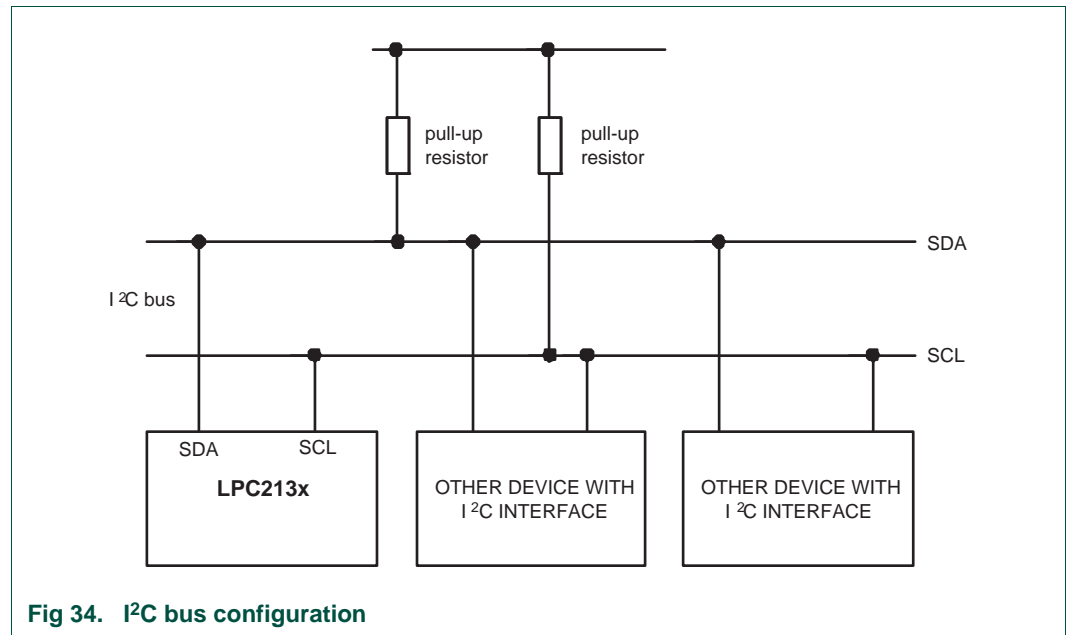 pull-up
resistor
pull-up
resistor
SDA
I 2C bus
SCL
SDA
SCL
LPC213x
OTHER DEVICE WITH
I 2C INTERFACE
OTHER DEVICE WITH
I 2C INTERFACE
Fig 34. I2C bus configuration